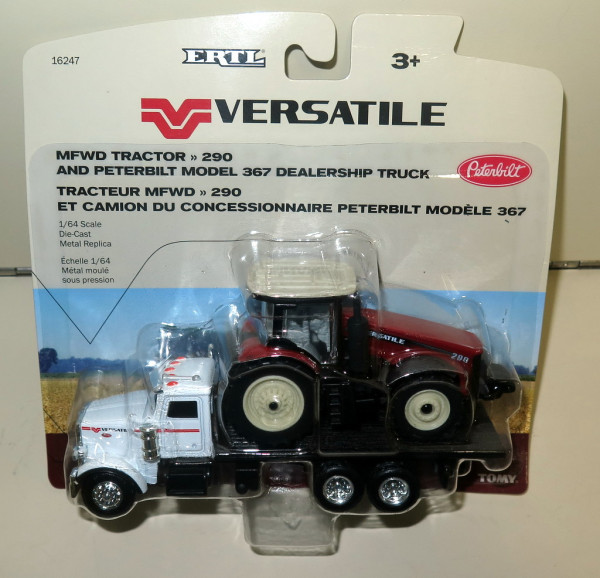 16247
ERTL
3+
VERSATILE
MFWD TRACTOR » 290
AND PETERBILT MODEL 367 DEALERSHIP TRUCK
Peterbilt
TRACTEUR MFWD » 290
ET CAMION DU CONCESSIONNAIRE PETERBILT MODÈLE 367
1/64 Scale
Die-Cast
Metal Replica
Échelle 1/64
Métal moulé
sous pression
VERSATILE
290
VERSATILE
TOMY